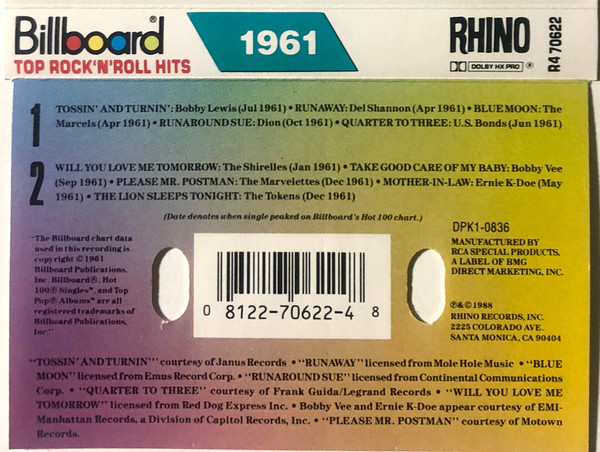 Billboard®
TOP ROCK'N'ROLL HITS
1961
RHINO
DOLBY HX PRO ®
R4 70622
1
TOSSIN' AND TURNIN': Bobby Lewis (Jul 1961) • RUNAWAY: Del Shannon (Apr 1961) • BLUE MOON: The
Marcels (Apr 1961) • RUNAROUND SUE: Dion (Oct 1961) • QUARTER TO THREE: U.S. Bonds (Jun 1961)
2
WILL YOU LOVE ME TOMORROW: The Shirelles (Jan 1961) • TAKE GOOD CARE OF MY BABY: Bobby Vee
(Sep 1961) • PLEASE MR. POSTMAN: The Marvelettes (Dec 1961) • MOTHER-IN-LAW: Ernie K-Doe (May
1961) • THE LION SLEEPS TONIGHT: The Tokens (Dec 1961)
(Date denotes when single peaked on Billboard's Hot 100 chart.)
"The Billboard chart data
used in this recording is
copyright © 1961
Billboard Publications,
Inc. Billboard®, Hot
100® Singles™, and Top
Pop® Albums™ are all
registered trademarks of
Billboard Publications,
Inc."
0 8122-70622-4 8
DPK1-0836
MANUFACTURED BY
RCA SPECIAL PRODUCTS,
A LABEL OF BMG
DIRECT MARKETING, INC.
℗&© 1988
RHINO RECORDS, INC.
2225 COLORADO AVE.
SANTA MONICA, CA 90404
"TOSSIN' AND TURNIN'" courtesy of Janus Records • "RUNAWAY" licensed from Mole Hole Music • "BLUE
MOON" licensed from Emus Record Corp. • "RUNAROUND SUE" licensed from Continental Communications
Corp. • "QUARTER TO THREE" courtesy of Frank Guida/Legrand Records • "WILL YOU LOVE ME
TOMORROW" licensed from Red Dog Express Inc. • Bobby Vee and Ernie K-Doe appear courtesy of EMI-
Manhattan Records, a Division of Capitol Records, Inc. • "PLEASE MR. POSTMAN" courtesy of Motown
Records.